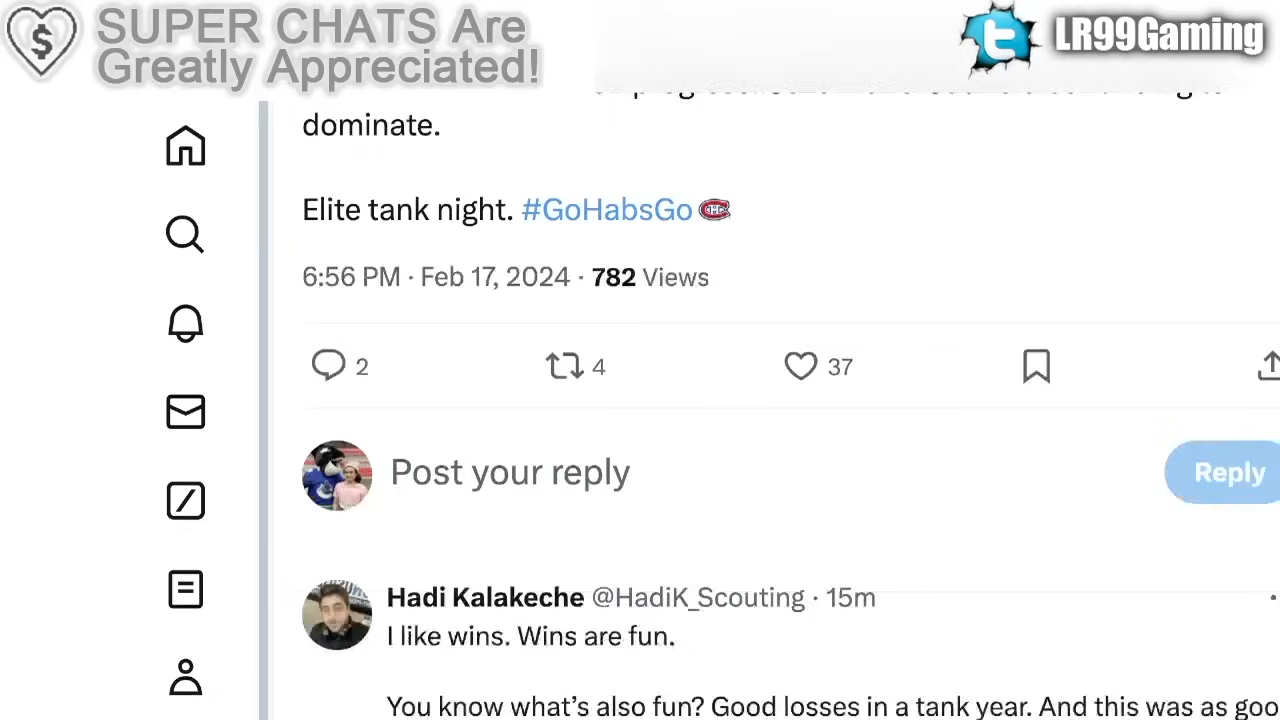 SUPER CHATS Are
Greatly Appreciated!
LR99Gaming
dominate.
Elite tank night. #GoHabsGo
6:56 PM · Feb 17, 2024 · 782 Views
2
4
37
Post your reply
Reply
Hadi Kalakeche @HadiK_Scouting · 15m
I like wins. Wins are fun.
You know what’s also fun? Good losses in a tank year. And this was as goo